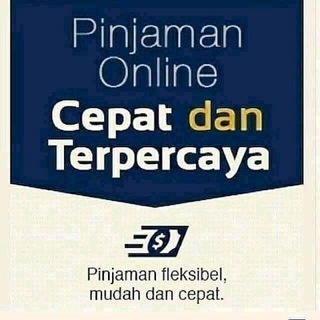 Pinjaman
Online
Cepat dan
Terpercaya
$
Pinjaman fleksibel,
mudah dan cepat.